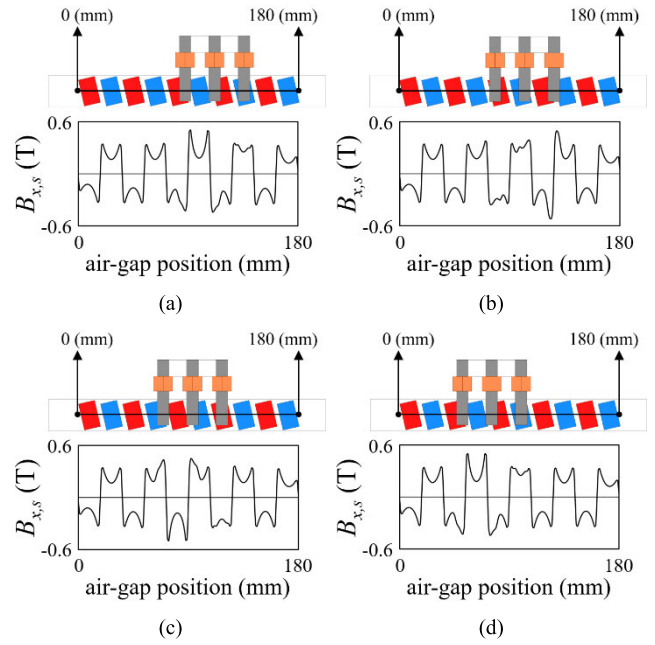 0 (mm) 180 (mm)
0.6
B_{x,s} (T)
-0.6
0 180
air-gap position (mm)
(a)
0 (mm) 180 (mm)
0.6
B_{x,s} (T)
-0.6
0 180
air-gap position (mm)
(b)
0 (mm) 180 (mm)
0.6
B_{x,s} (T)
-0.6
0 180
air-gap position (mm)
(c)
0 (mm) 180 (mm)
0.6
B_{x,s} (T)
-0.6
0 180
air-gap position (mm)
(d)